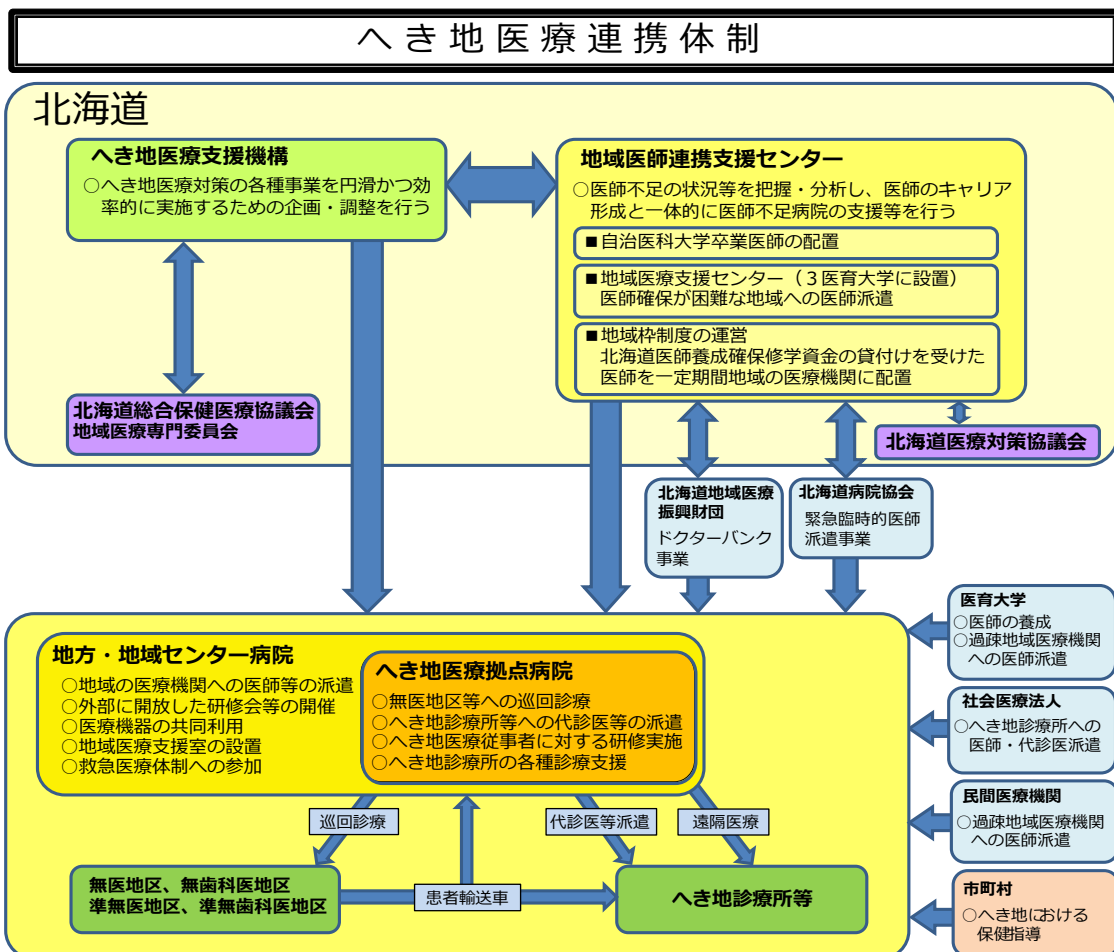 へき地医療連携体制
北海道
へき地医療支援機構
○へき地医療対策の各種事業を円滑かつ効
率的に実施するための企画・調整を行う
地域医師連携支援センター
○医師不足の状況等を把握・分析し、医師のキャリア
形成と一体的に医師不足病院の支援等を行う
■自治医科大学卒業医師の配置
■地域医療支援センター（３医育大学に設置）
医師確保が困難な地域への医師派遣
■地域枠制度の運営
北海道医師養成確保修学資金の貸付けを受けた
医師を一定期間地域の医療機関に配置
北海道総合保健医療協議会
地域医療専門委員会
北海道医療対策協議会
北海道地域医療
振興財団
ドクターバンク
事業
北海道病院協会
緊急臨時的医師
派遣事業
地方・地域センター病院
○地域の医療機関への医師等の派遣
○外部に開放した研修会等の開催
○医療機器の共同利用
○地域医療支援室の設置
○救急医療体制への参加
へき地医療拠点病院
○無医地区等への巡回診療
○へき地診療所等への代診医等の派遣
○へき地医療従事者に対する研修実施
○へき地診療所の各種診療支援
巡回診療
代診医等派遣
遠隔医療
無医地区、無歯科医地区
準無医地区、準無歯科医地区
患者輸送車
へき地診療所等
医育大学
○医師の養成
○過疎地域医療機関
への医師派遣
社会医療法人
○へき地診療所への
医師・代診医派遣
民間医療機関
○過疎地域医療機関
への医師派遣
市町村
○へき地における
保健指導